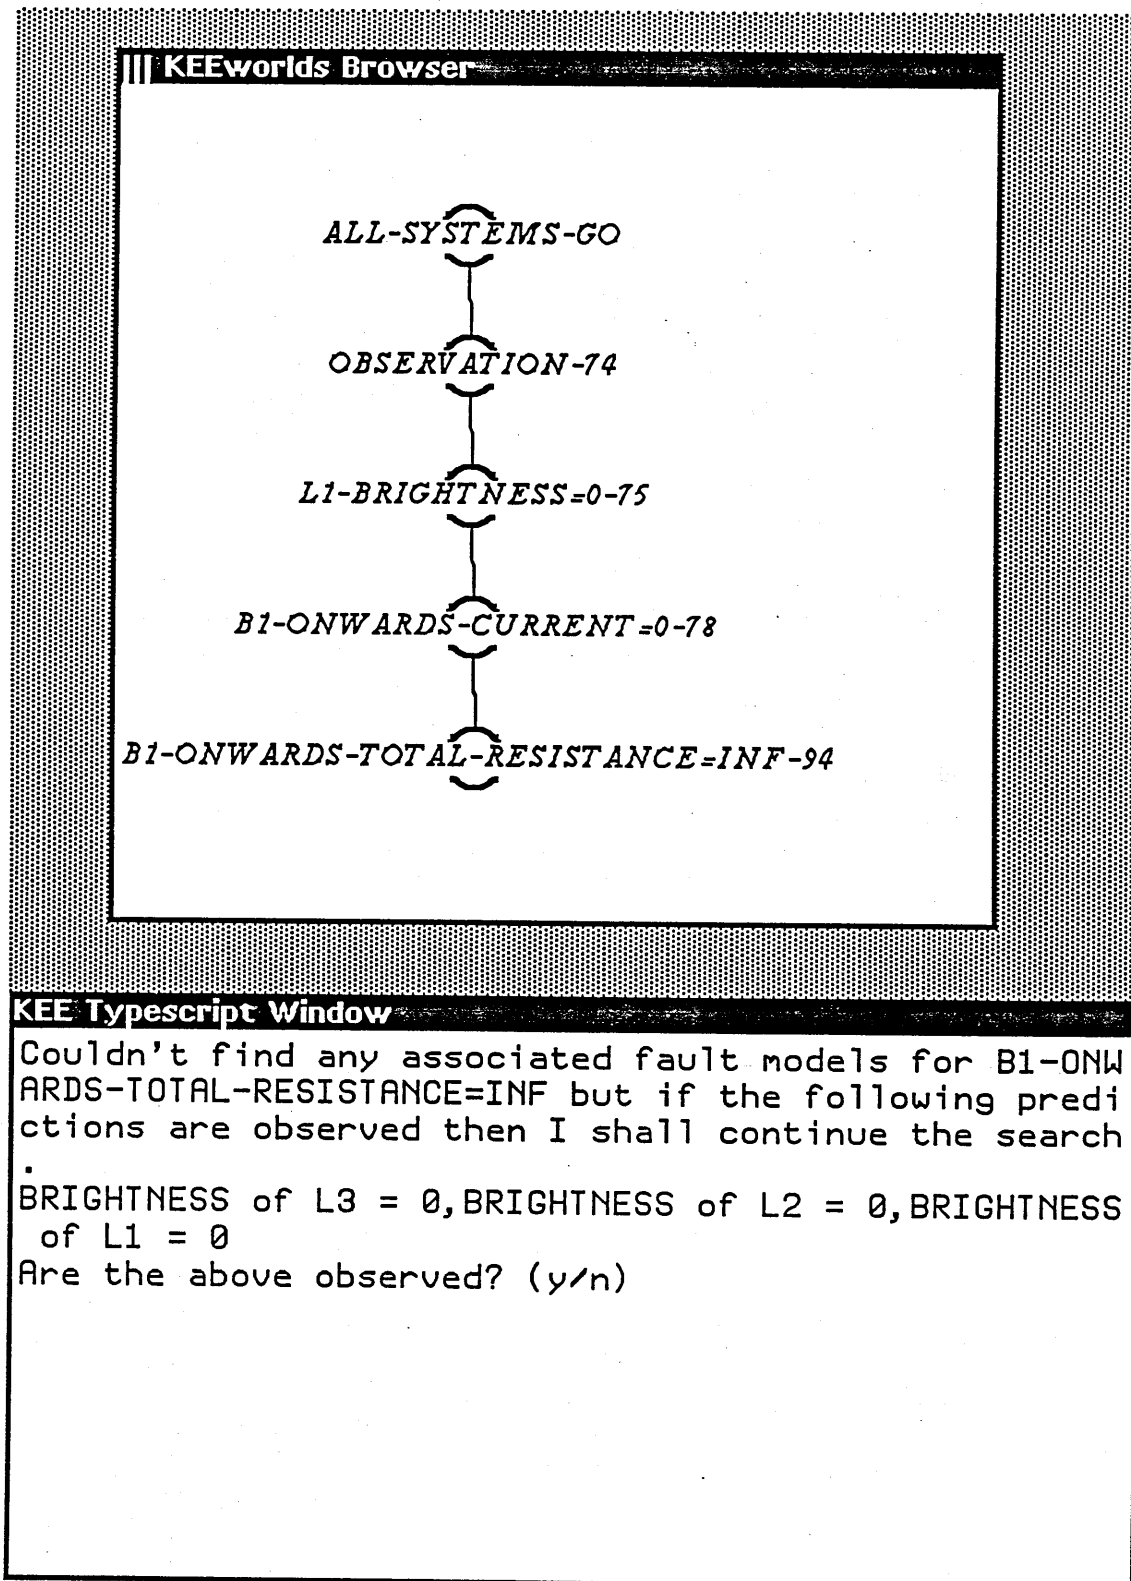 ||| KEEworlds Browser
ALL-SYSTEMS-GO
OBSERVATION-74
L1-BRIGHTNESS=0-75
B1-ONWARDS-CURRENT=0-78
B1-ONWARDS-TOTAL-RESISTANCE=INF-94
KEE Typescript Window
Couldn't find any associated fault models for B1-ONW
ARDS-TOTAL-RESISTANCE=INF but if the following predi
ctions are observed then I shall continue the search
.
BRIGHTNESS of L3 = 0,BRIGHTNESS of L2 = 0,BRIGHTNESS
 of L1 = 0
Are the above observed? (y/n)